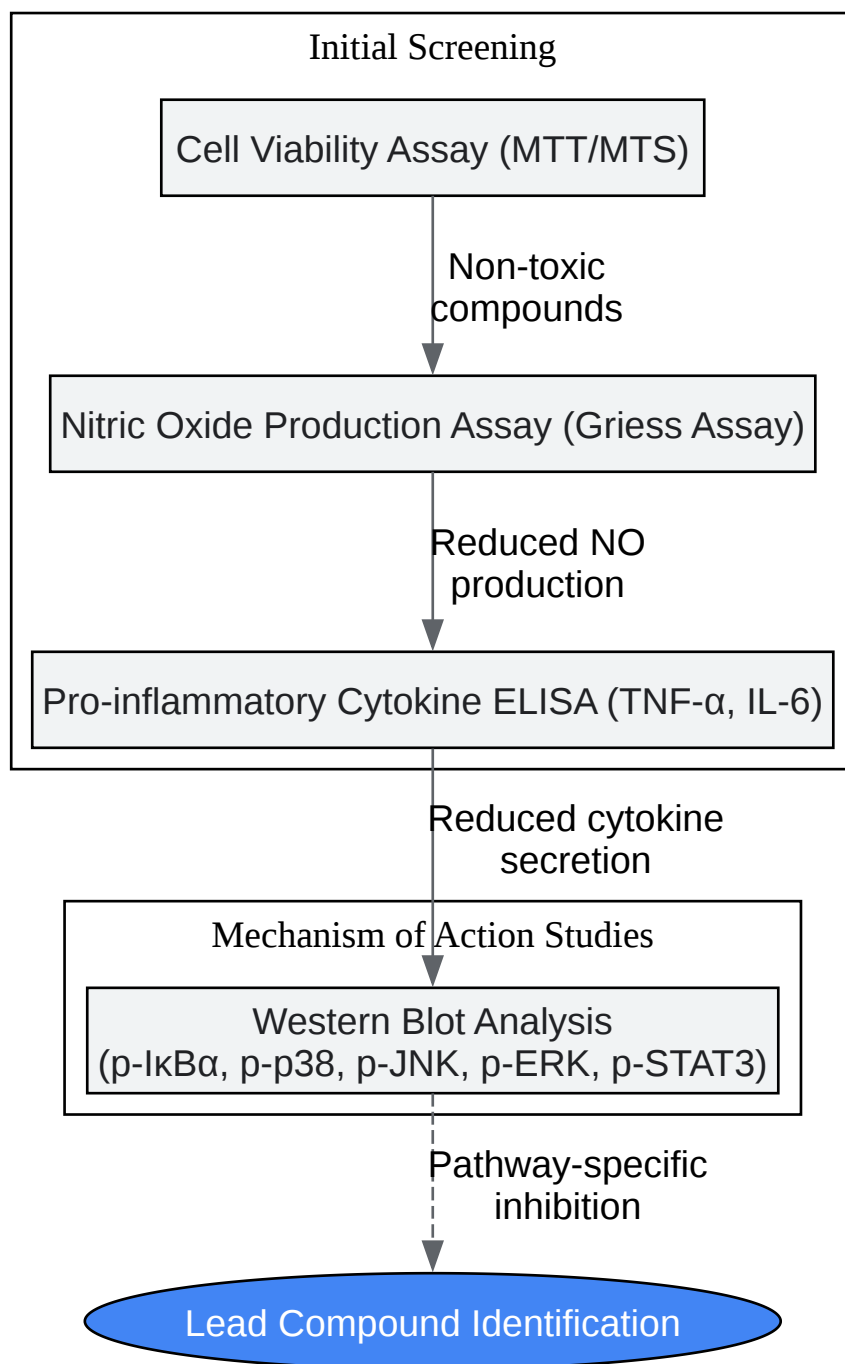 Initial Screening
Cell Viability Assay (MTT/MTS)
Non-toxic
compounds
Nitric Oxide Production Assay (Griess Assay)
Reduced NO
production
Pro-inflammatory Cytokine ELISA (TNF-α, IL-6)
Reduced cytokine
secretion
Mechanism of Action Studies
Western Blot Analysis
(p-IκBα, p-p38, p-JNK, p-ERK, p-STAT3)
Pathway-specific
inhibition
Lead Compound Identification